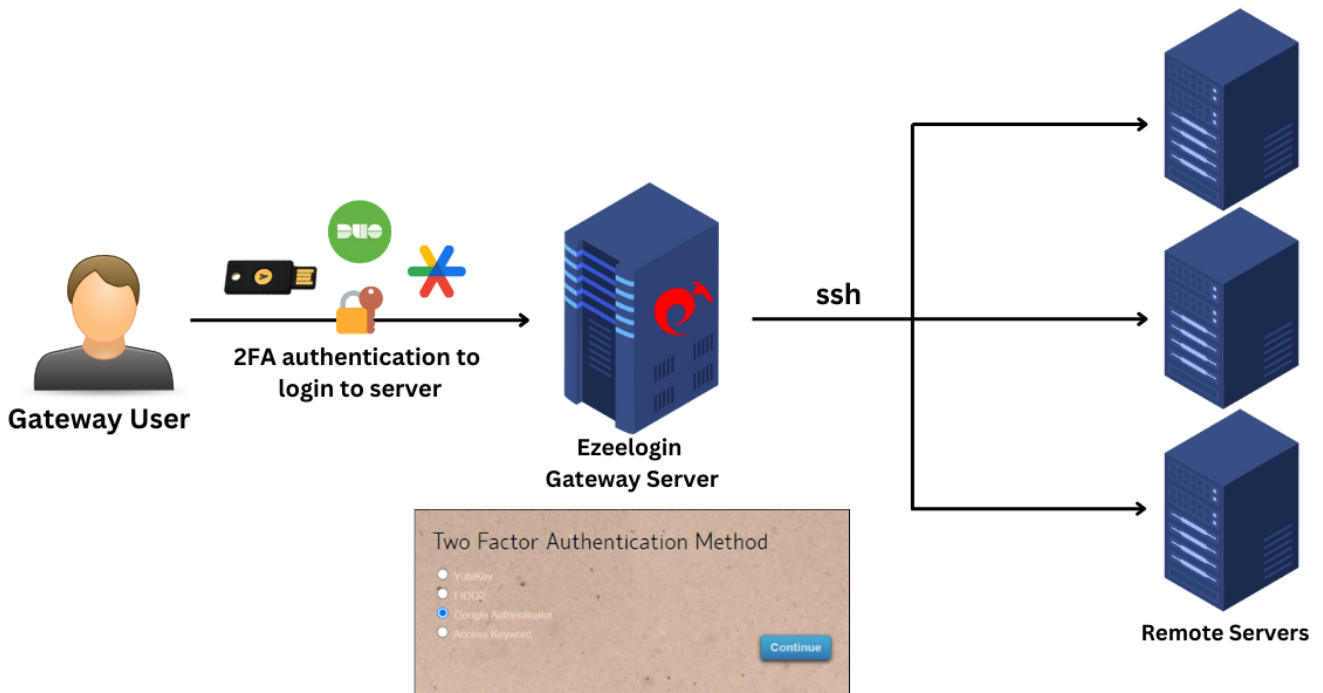 DUO
ssh
2FA authentication to
login to server
Gateway User
Ezeelogin
Gateway Server
Two Factor Authentication Method
YubiKey
FIDO2
Google Authenticator
Access Keyword
Continue
Remote Servers